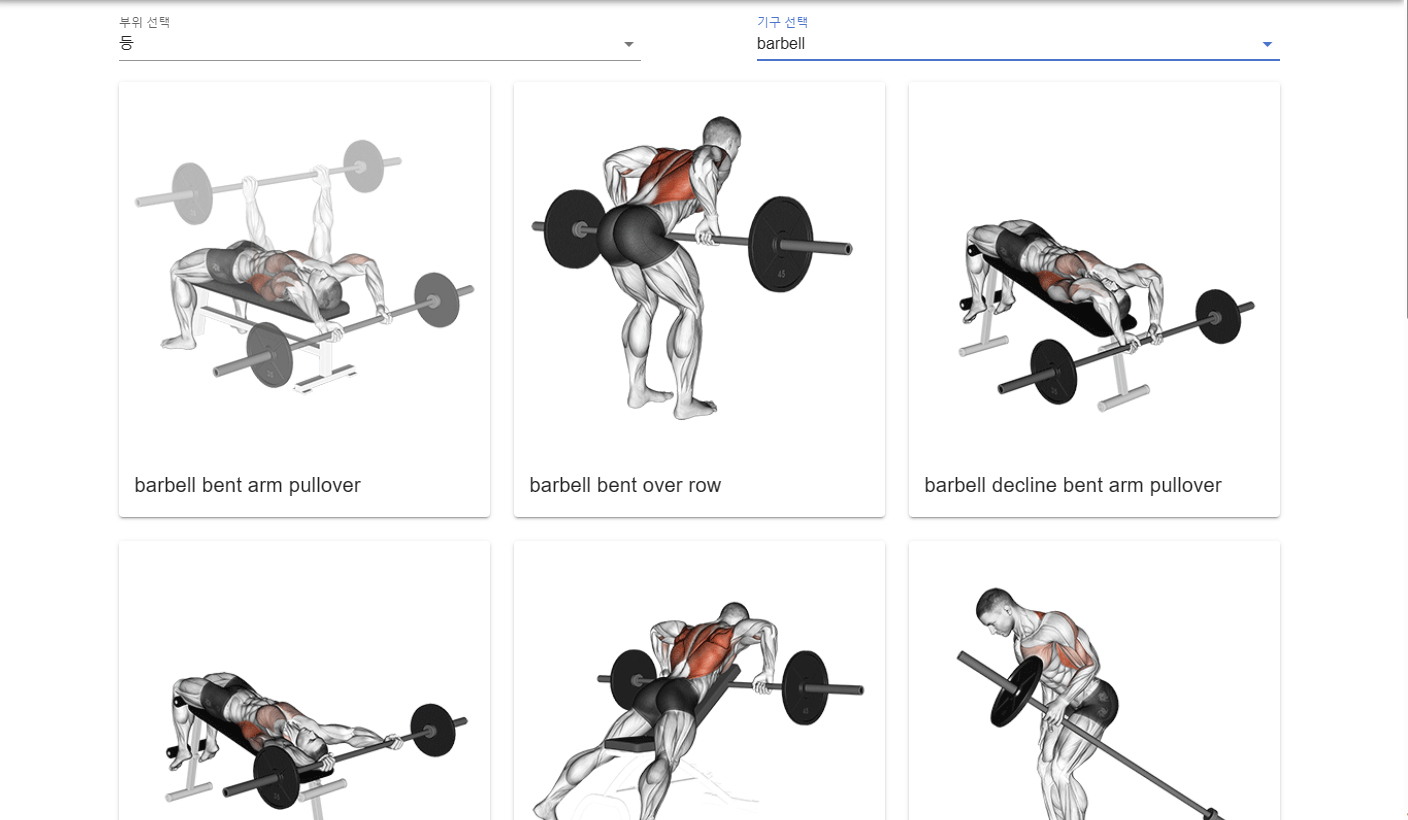 부위 선택
등
기구 선택
barbell
barbell bent arm pullover
barbell bent over row
barbell decline bent arm pullover
45